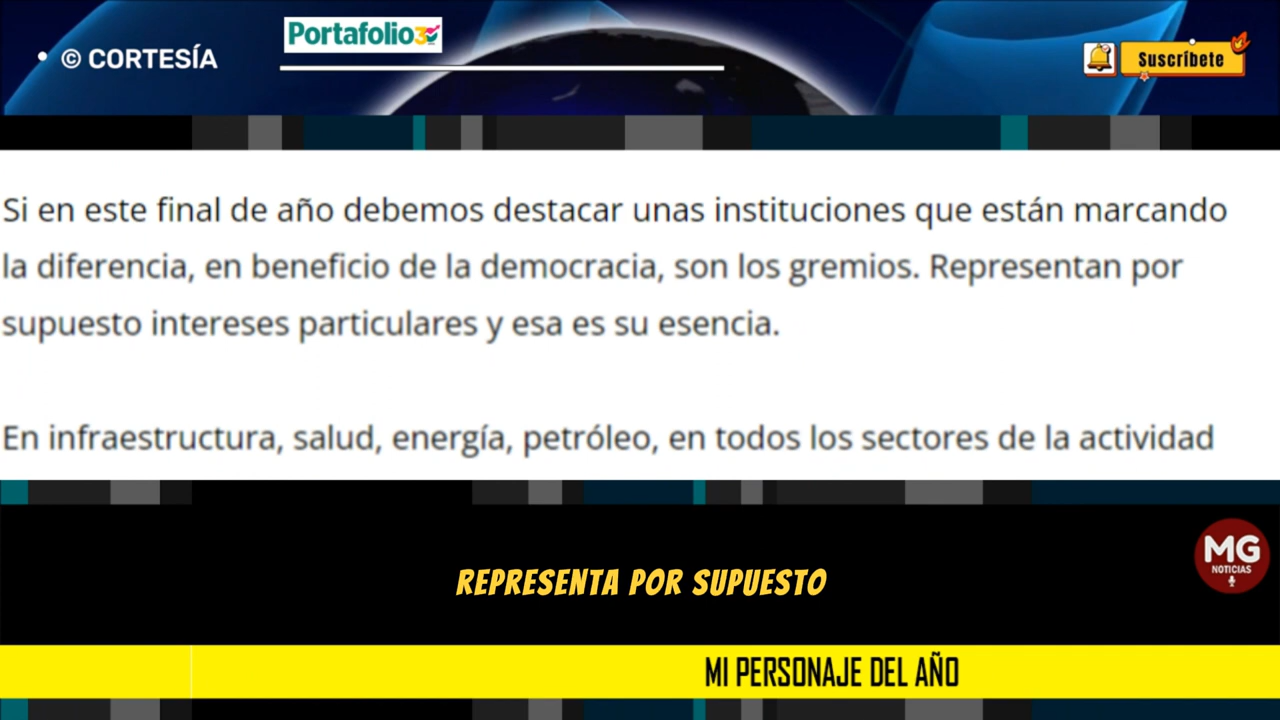 © CORTESÍA
Portafolio
Suscríbete
Si en este final de año debemos destacar unas instituciones que están marcando
la diferencia, en beneficio de la democracia, son los gremios. Representan por
supuesto intereses particulares y esa es su esencia.
En infraestructura, salud, energía, petróleo, en todos los sectores de la actividad
MG
NOTICIAS
REPRESENTA POR SUPUESTO
MI PERSONAJE DEL AÑO